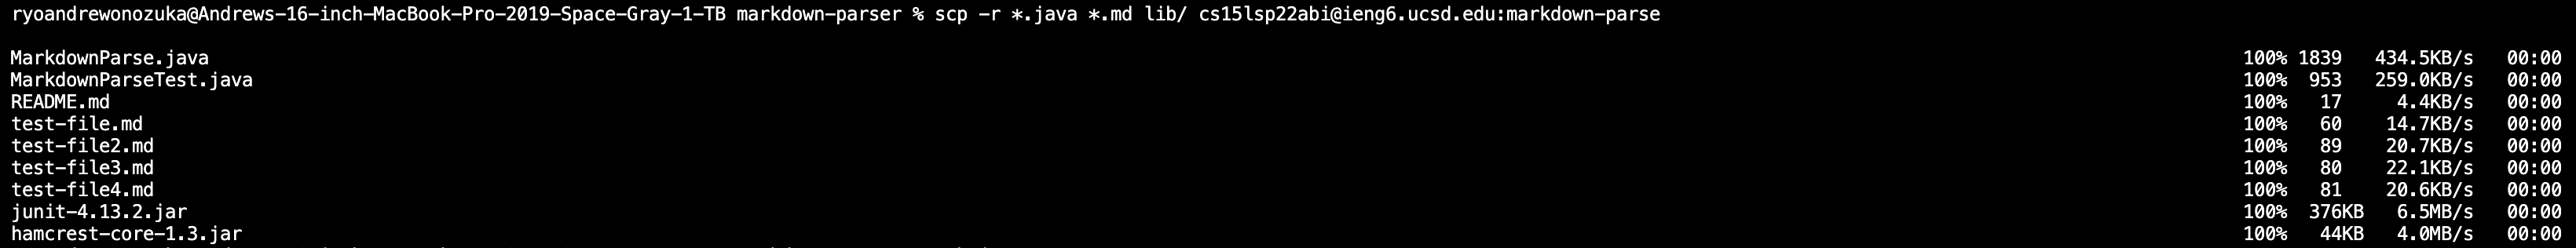 ryoandrewonozuka@Andrews-16-inch-MacBook-Pro-2019-Space-Gray-1-TB markdown-parser % scp -r *.java *.md lib/ cs15lsp22abi@ieng6.ucsd.edu:markdown-parse
MarkdownParse.java 100% 1839 434.5KB/s 00:00
MarkdownParseTest.java 100% 953 259.0KB/s 00:00
README.md 100% 17 4.4KB/s 00:00
test-file.md 100% 60 14.7KB/s 00:00
test-file2.md 100% 89 20.7KB/s 00:00
test-file3.md 100% 80 22.1KB/s 00:00
test-file4.md 100% 81 20.6KB/s 00:00
junit-4.13.2.jar 100% 376KB 6.5MB/s 00:00
hamcrest-core-1.3.jar 100% 44KB 4.0MB/s 00:00